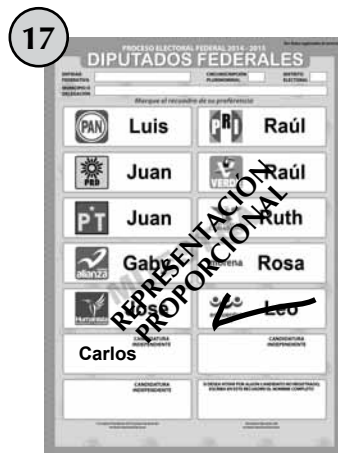 17
PROCESO ELECTORAL FEDERAL 2014 - 2015
DIPUTADOS FEDERALES
ENTIDAD FEDERATIVA
CIRCUNSCRIPCIÓN PLURINOMINAL
DISTRITO ELECTORAL
MUNICIPIO O DELEGACIÓN
Marque el recuadro de su preferencia
PAN Luis
PRI Raúl
PRD Juan
VERDE Raúl
PT Juan
Ruth
alianza Gaby
morena Rosa
Humanista José
Leo
REPRESENTACIÓN
PROPORCIONAL
CANDIDATURA INDEPENDIENTE
Carlos
CANDIDATURA INDEPENDIENTE
CANDIDATURA INDEPENDIENTE
SI DESEA VOTAR POR ALGÚN CANDIDATO NO REGISTRADO, ESCRIBA EN ESTE RECUADRO EL NOMBRE COMPLETO